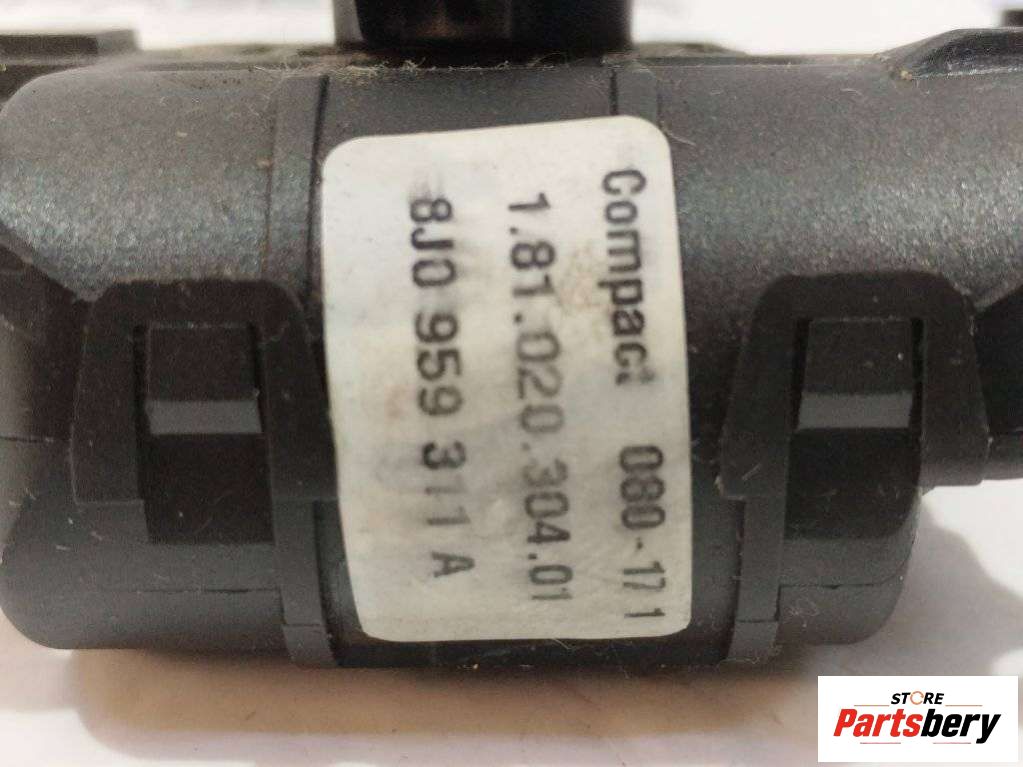 Compact 080-17 1
1.81.020.304.01
8J0 959 311 A
STORE
Partsbery